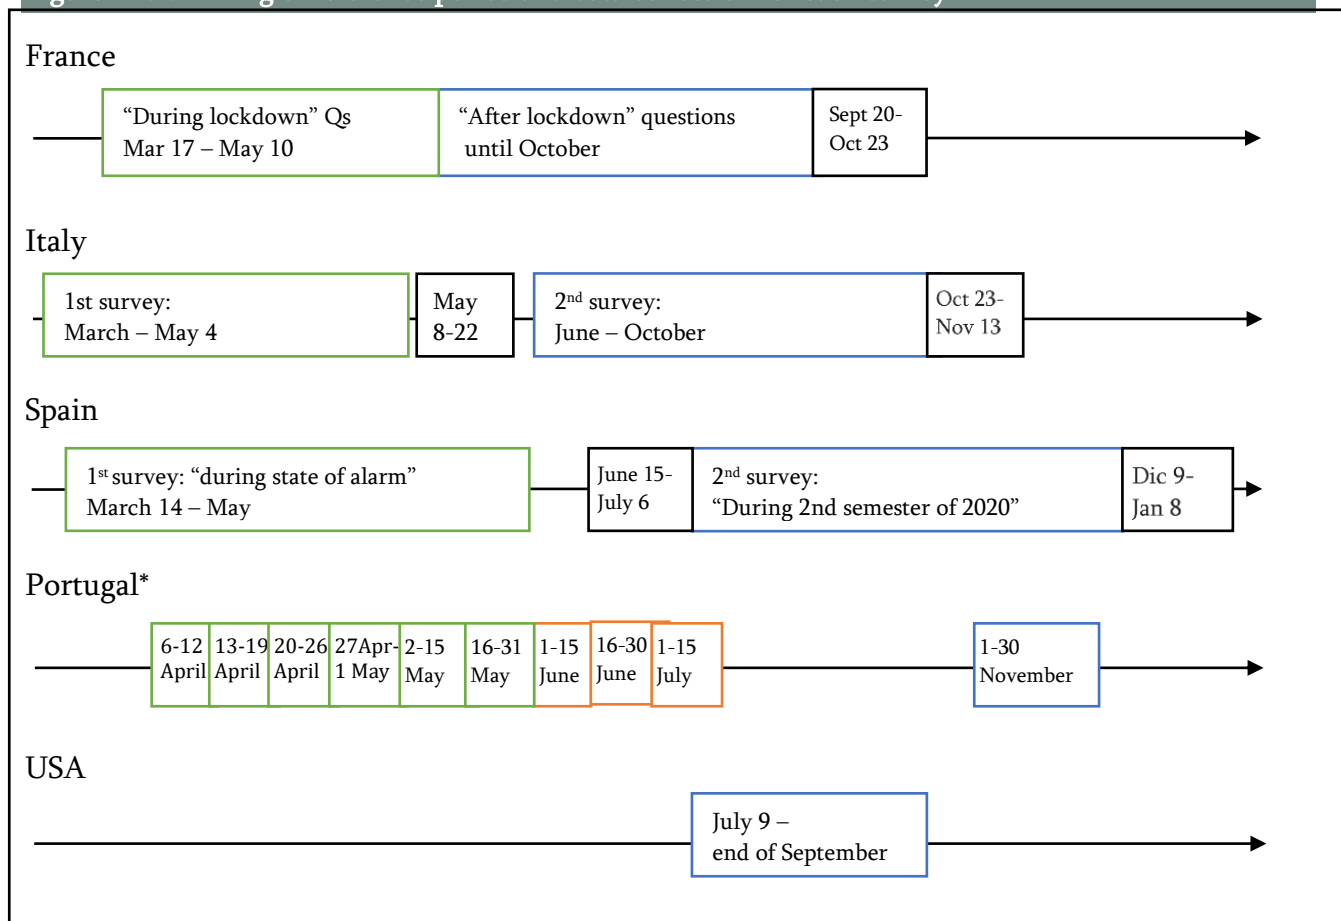 France
“During lockdown” Qs
Mar 17 – May 10
“After lockdown” questions
until October
Sept 20-
Oct 23
Italy
1st survey:
March – May 4
May
8-22
2nd survey:
June – October
Oct 23-
Nov 13
Spain
1st survey: “during state of alarm”
March 14 – May
June 15-
July 6
2nd survey:
“During 2nd semester of 2020”
Dic 9-
Jan 8
Portugal*
6-12
April
13-19
April
20-26
April
27Apr-
1 May
2-15
May
16-31
May
1-15
June
16-30
June
1-15
July
1-30
November
USA
July 9 –
end of September